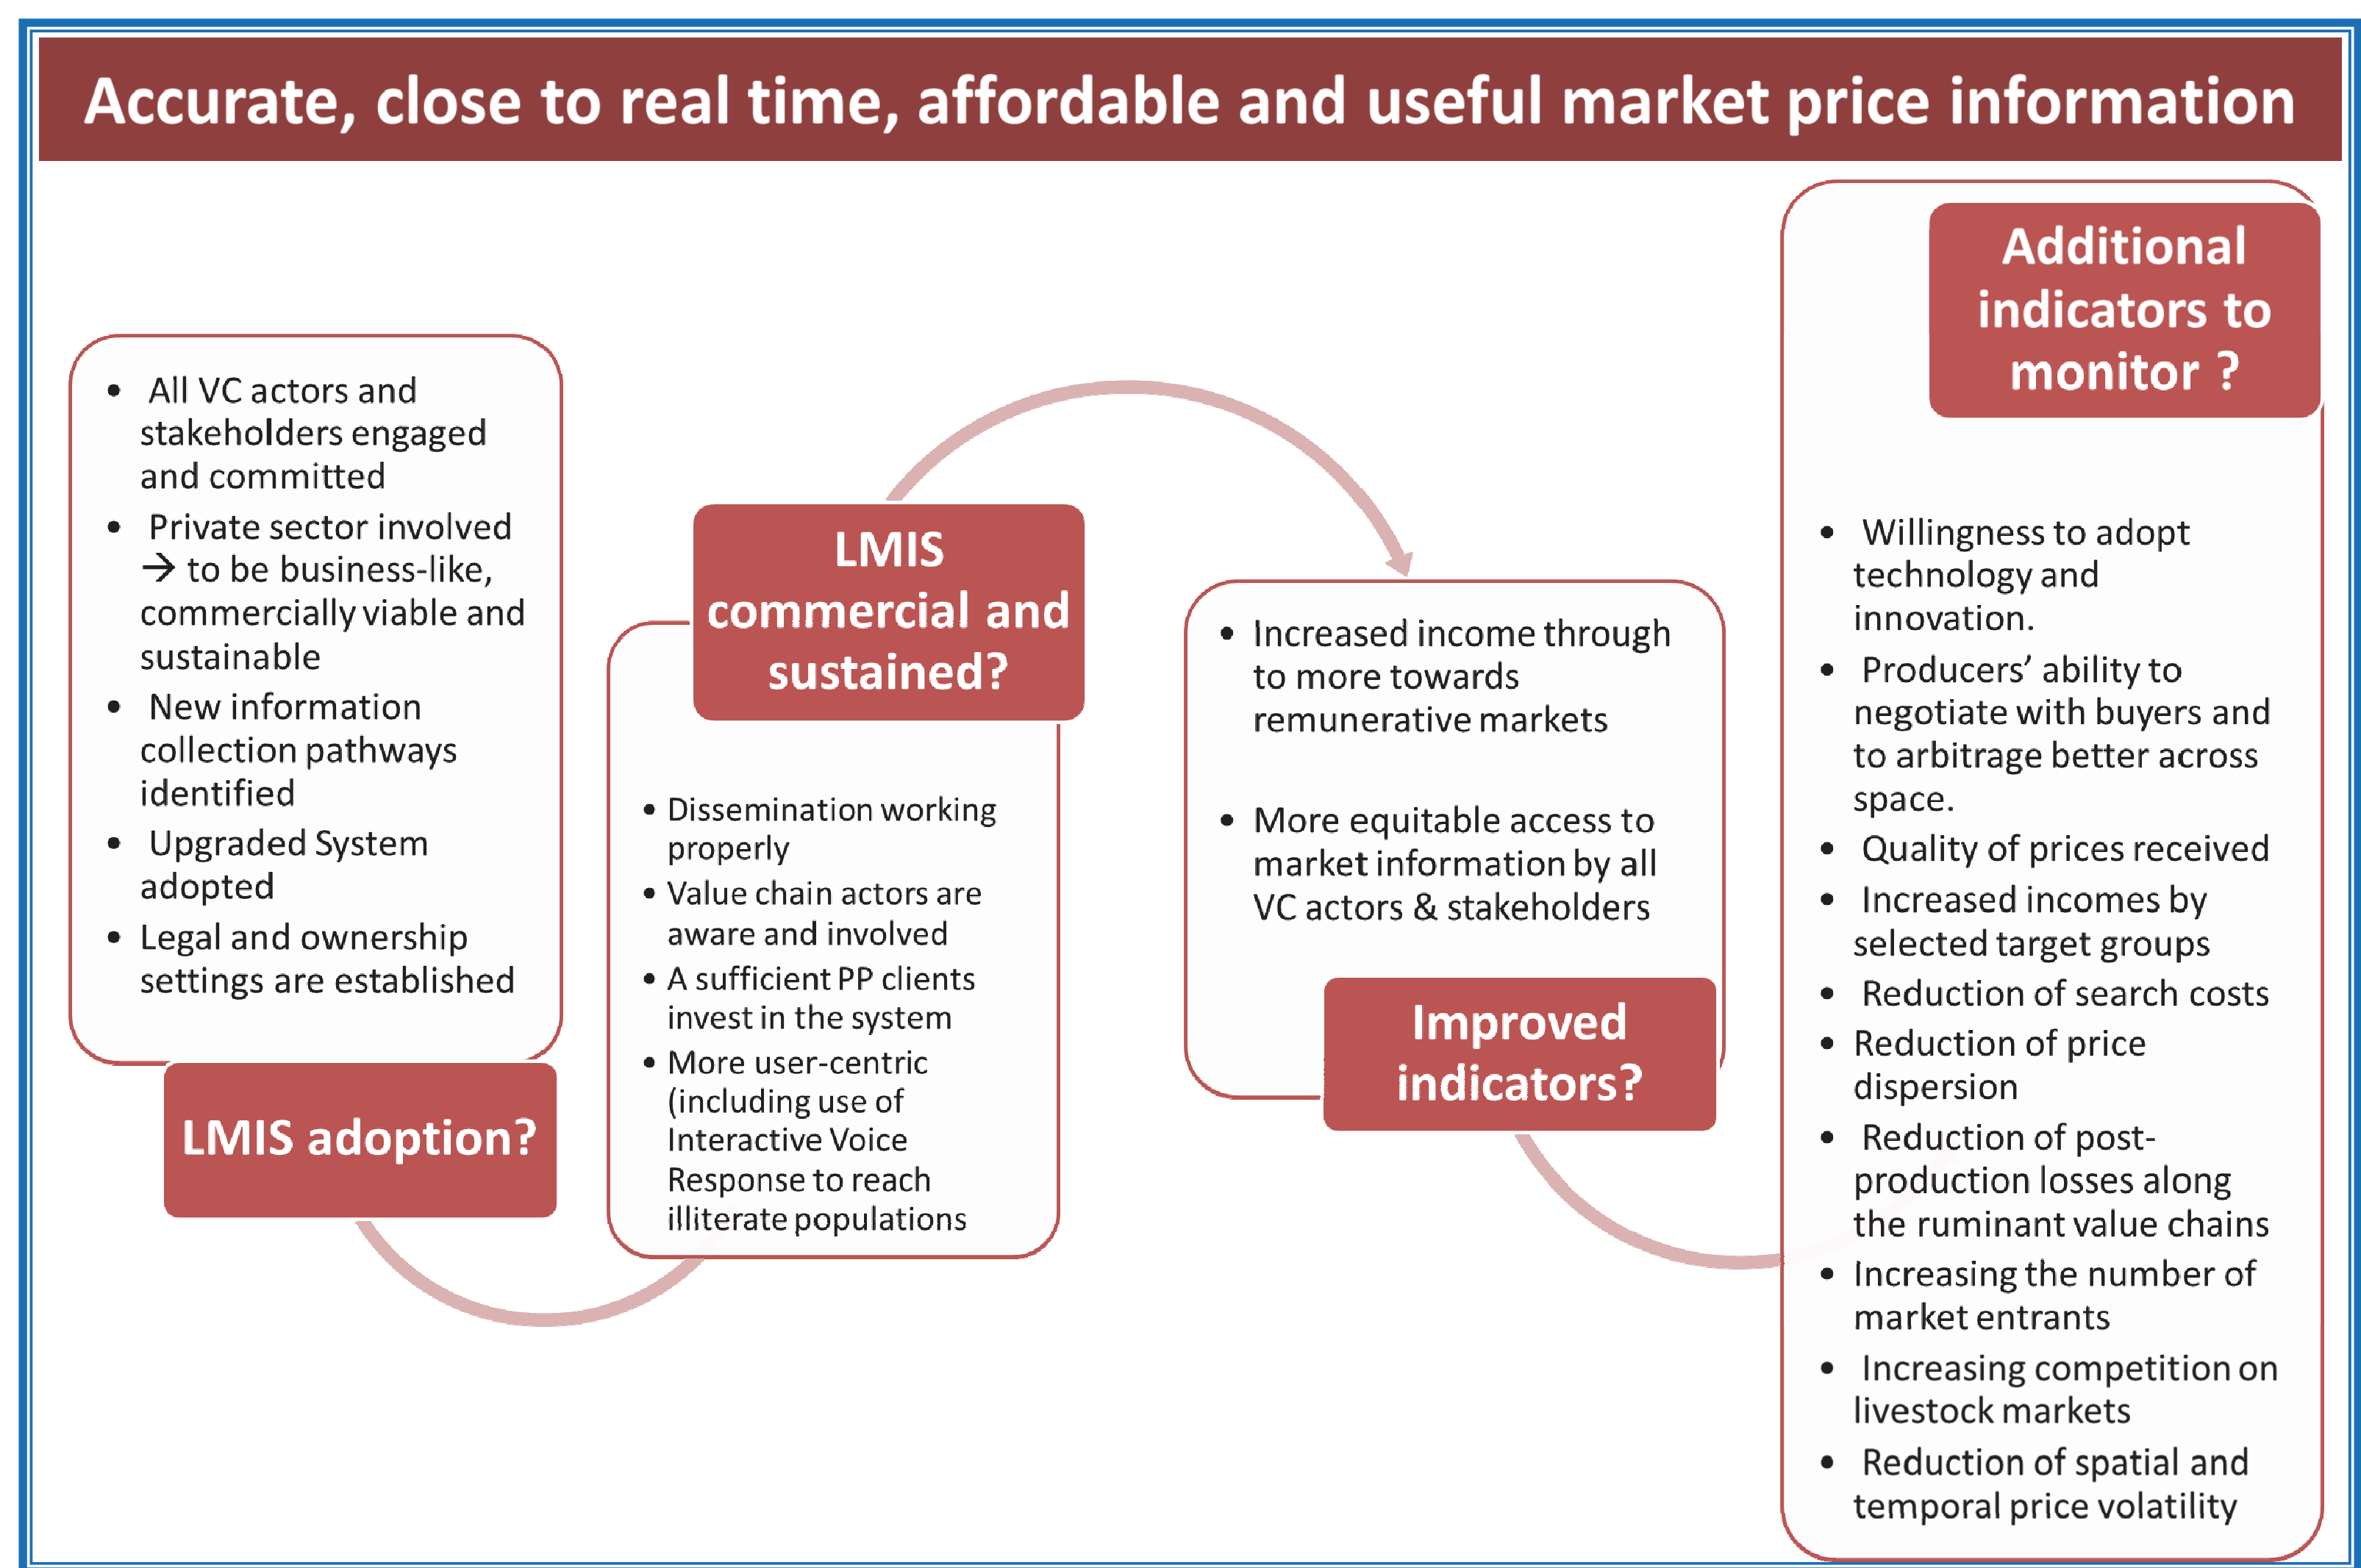 Accurate, close to real time, affordable and useful market price information
• All VC actors and
stakeholders engaged
and committed
• Private sector involved
→ to be business-like,
commercially viable and
sustainable
• New information
collection pathways
identified
• Upgraded System
adopted
• Legal and ownership
settings are established
LMIS adoption?
LMIS
commercial and
sustained?
• Dissemination working
properly
• Value chain actors are
aware and involved
• A sufficient PP clients
invest in the system
• More user-centric
(including use of
Interactive Voice
Response to reach
illiterate populations
• Increased income through
to more towards
remunerative markets
• More equitable access to
market information by all
VC actors & stakeholders
Improved
indicators?
Additional
indicators to
monitor ?
• Willingness to adopt
technology and
innovation.
• Producers’ ability to
negotiate with buyers and
to arbitrage better across
space.
• Quality of prices received
• Increased incomes by
selected target groups
• Reduction of search costs
• Reduction of price
dispersion
• Reduction of post-
production losses along
the ruminant value chains
• Increasing the number of
market entrants
• Increasing competition on
livestock markets
• Reduction of spatial and
temporal price volatility